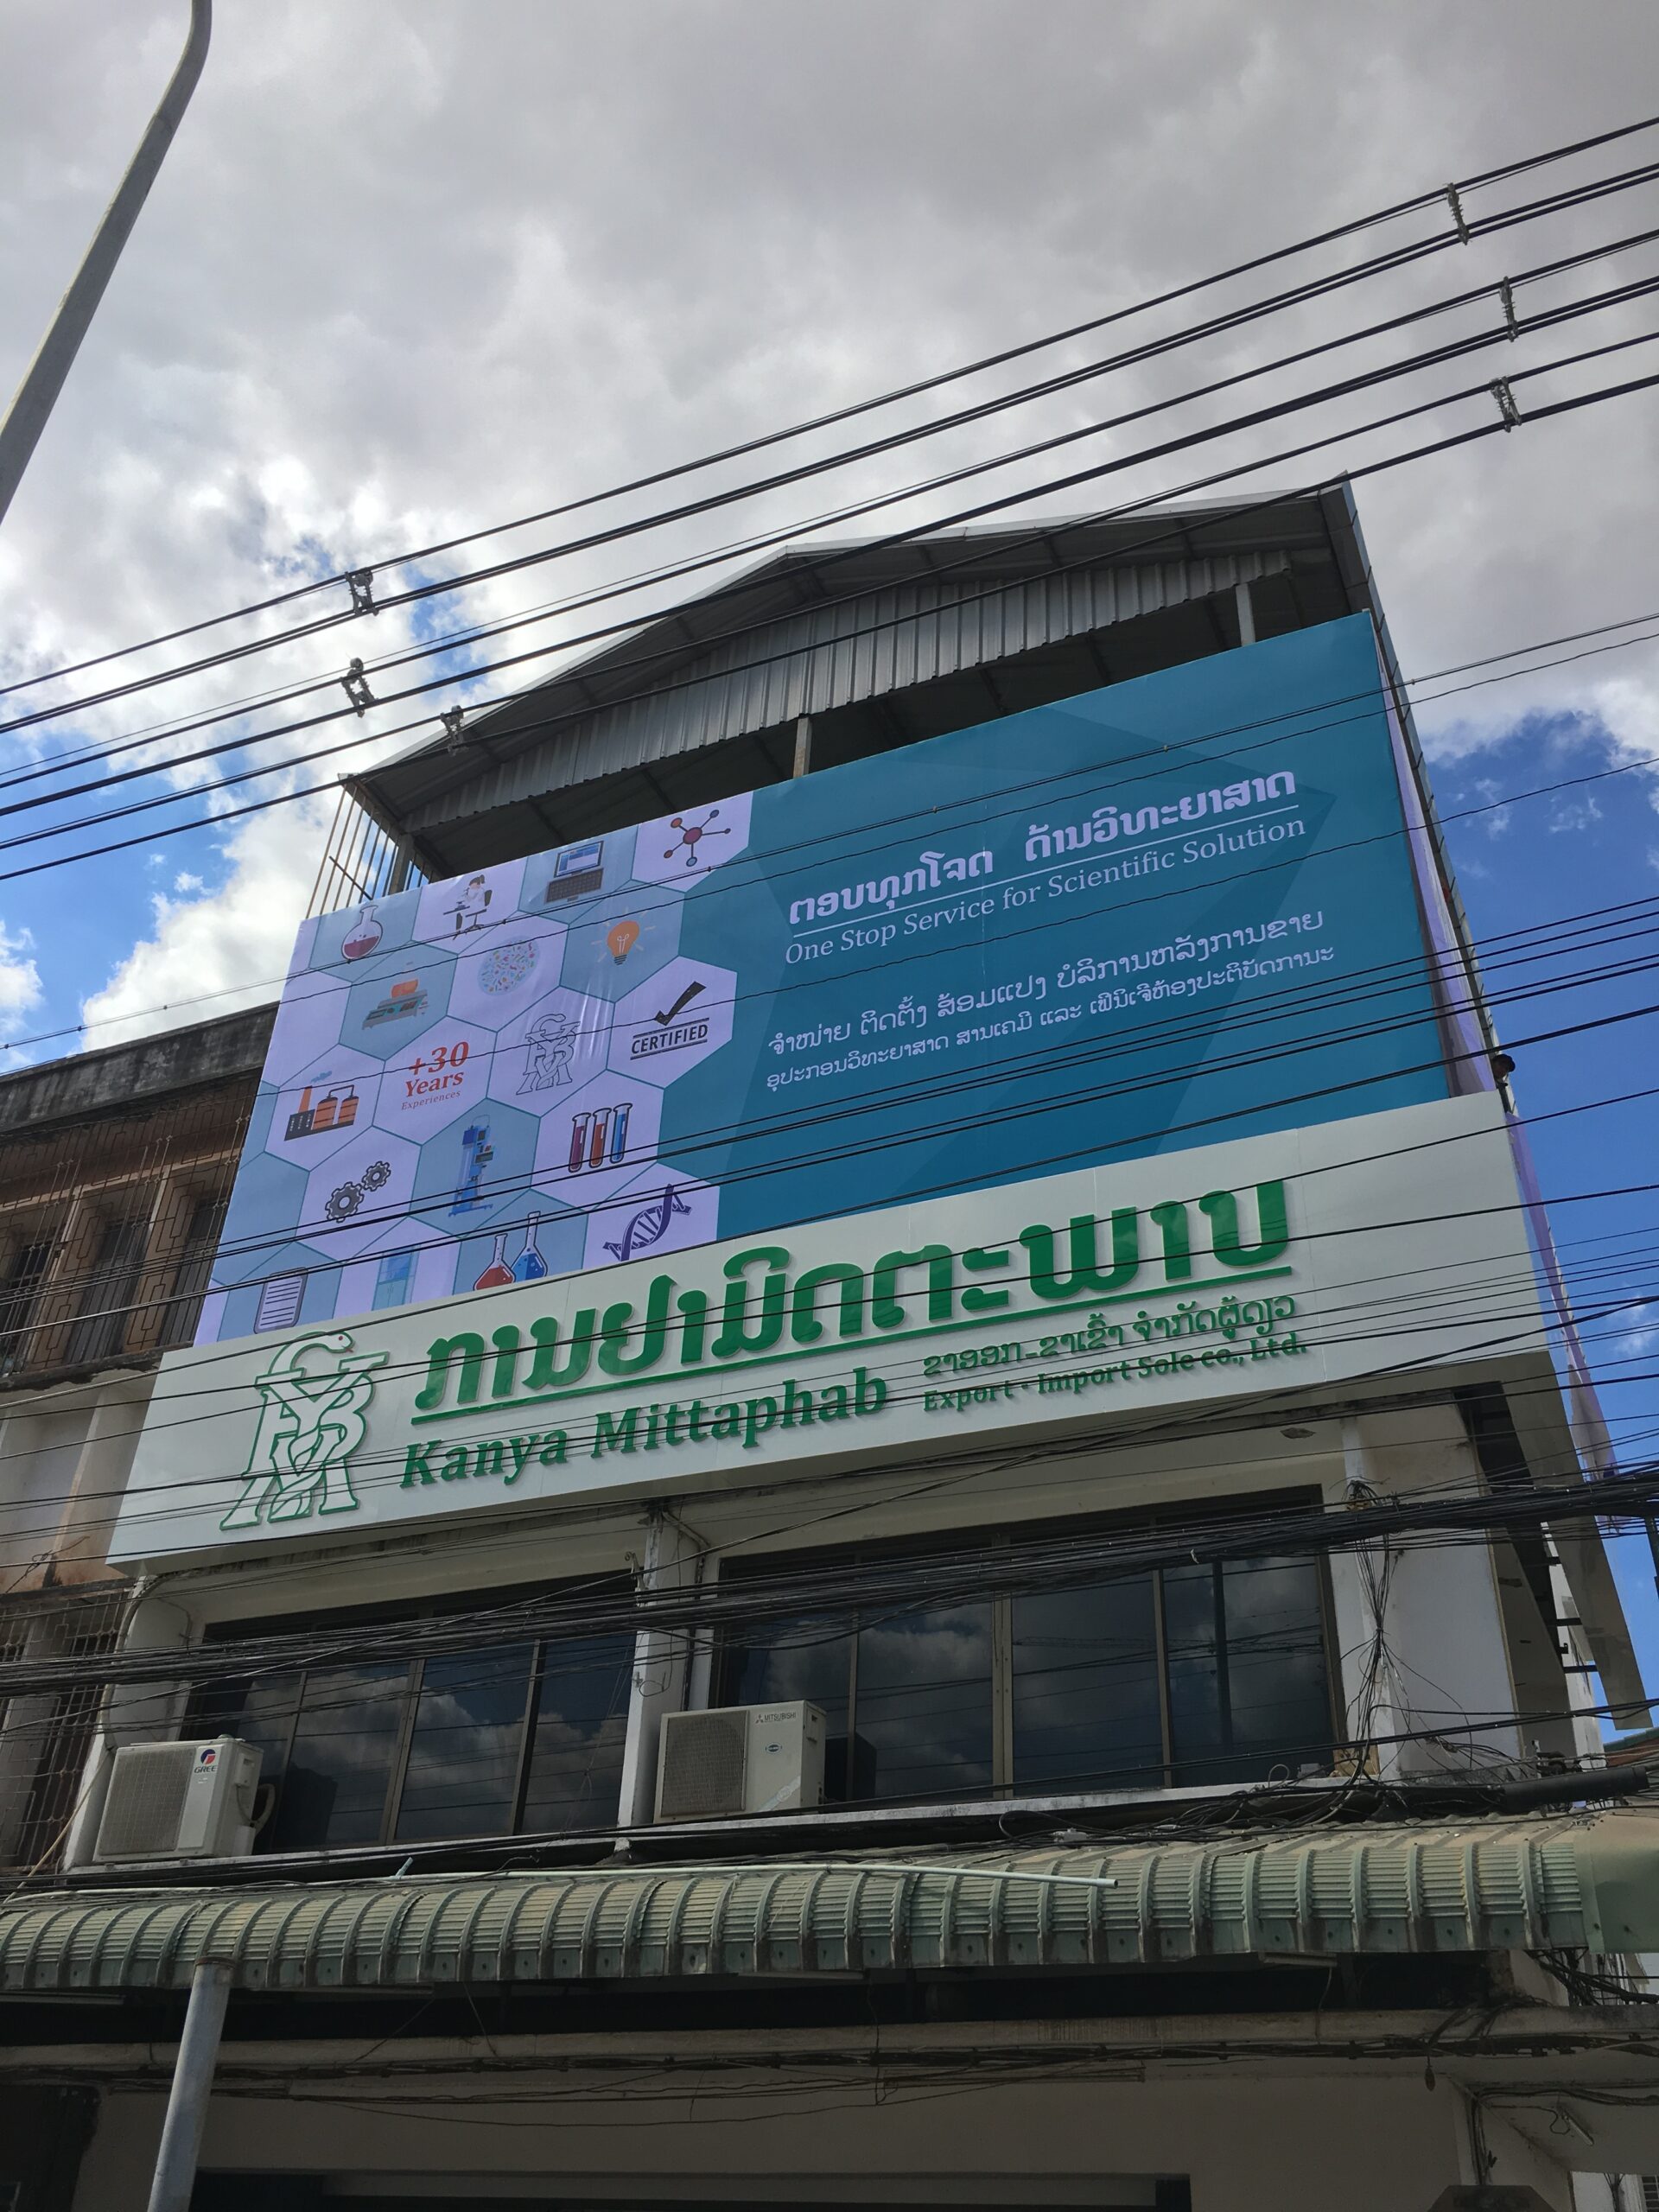 ຕອບທຸກໂຈດ ດ້ານວິທະຍາສາດ
One Stop Service for Scientific Solution
ຈຳໜ່າຍ ຕິດຕັ້ງ ສ້ອມແປງ ບໍລິການຫລັງການຂາຍ
ອຸປະກອນວິທະຍາສາດ ສານເຄມີ ແລະ ເຟີນິເຈີຫ້ອງປະຕິບັດການະ
CERTIFIED
+30
Years
Experiences
ການຢາມິດຕະພາບ
Kanya Mittaphab
ຂາອອກ-ຂາເຂົ້າ ຈຳກັດຜູ້ດຽວ
Export - Import Sole co., Ltd.
GREE
MITSUBISHI